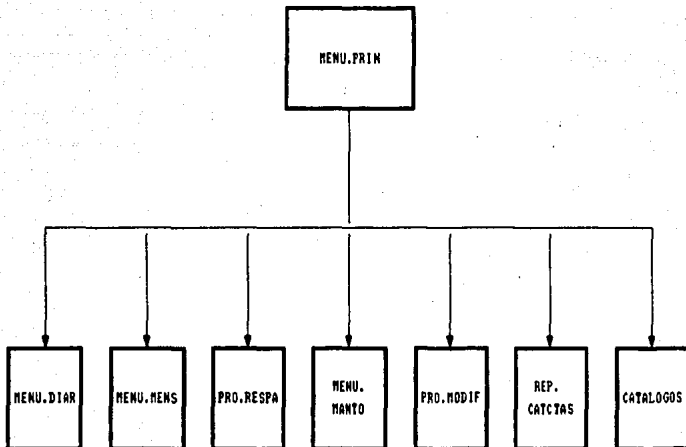 MENU.PRIN
MENU.DIAR
MENU.MENS
PRO.RESPA
MENU.
MANTO
PRO.MODIF
REP.
CATCTAS
CATALOGOS